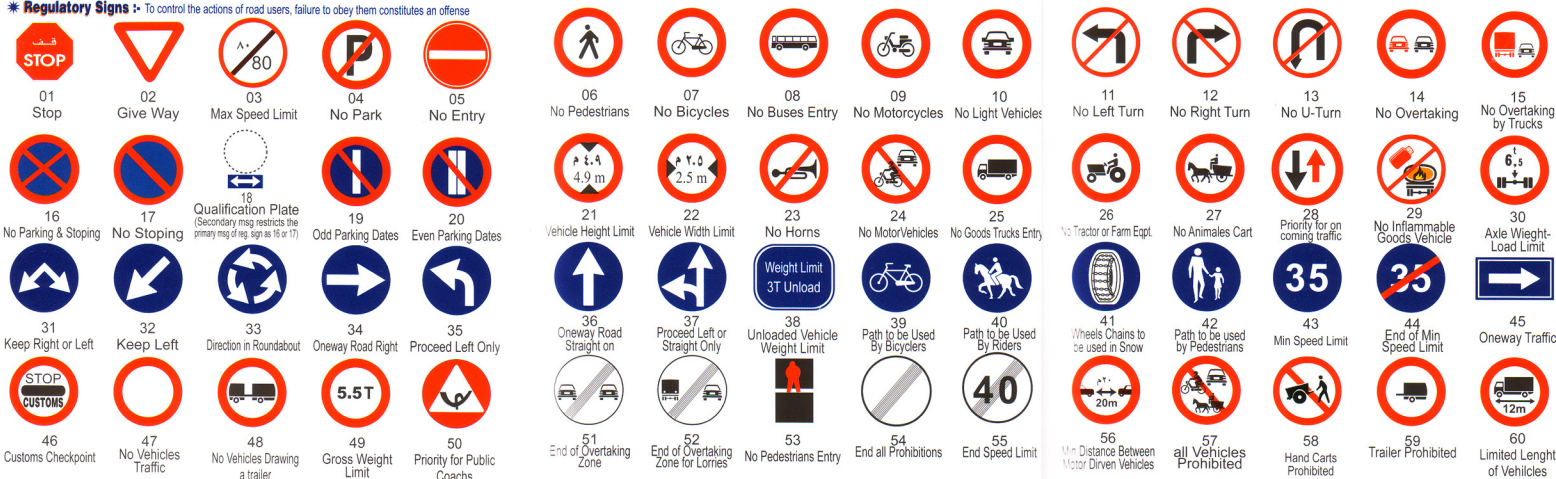 ✷ Regulatory Signs :- To control the actions of road users, failure to obey them constitutes an offense
قف
STOP
٨٠
80
P
01 02 03 04 05
Stop Give Way Max Speed Limit No Park No Entry
06 07 08 09 10
No Pedestrians No Bicycles No Buses Entry No Motorcycles No Light Vehicles
11 12 13 14 15
No Left Turn No Right Turn No U-Turn No Overtaking No Overtaking
by Trucks
16 17 18 19 20
No Parking & Stoping No Stoping Qualification Plate Odd Parking Dates Even Parking Dates
(Secondary msg restricts the
primary msg of reg. sign as 16 or 17)
٤.٩ م
4.9 m
٢.٥ م
2.5 m
21 22 23 24 25
Vehicle Height Limit Vehicle Width Limit No Horns No MotorVehicles No Goods Trucks Entry
t
6,5
26 27 28 29 30
No Tractor or Farm Eqpt. No Animales Cart Priority for on No Inflammable Axle Wieght-
coming traffic Goods Vehicle Load Limit
31 32 33 34 35
Keep Right or Left Keep Left Direction in Roundabout Oneway Road Right Proceed Left Only
Weight Limit
3T Unload
36 37 38 39 40
Oneway Road Proceed Left or Unloaded Vehicle Path to be Used Path to be Used
Straight on Straight Only Weight Limit By Bicyclers By Riders
35 35
41 42 43 44 45
Wheels Chains to Path to be used Min Speed Limit End of Min Oneway Traffic
be used in Snow by Pedestrians Speed Limit
STOP
CUSTOMS
5.5T
46 47 48 49 50
Customs Checkpoint No Vehicles No Vehicles Drawing Gross Weight Priority for Public
Traffic a trailer Limit Coachs
40
51 52 53 54 55
End of Overtaking End of Overtaking No Pedestrians Entry End all Prohibitions End Speed Limit
Zone Zone for Lorries
٢٠م
20m
12m
56 57 58 59 60
Min Distance Between all Vehicles Hand Carts Trailer Prohibited Limited Lenght
Motor Dirven Vehicles Prohibited Prohibited of Vehilcles